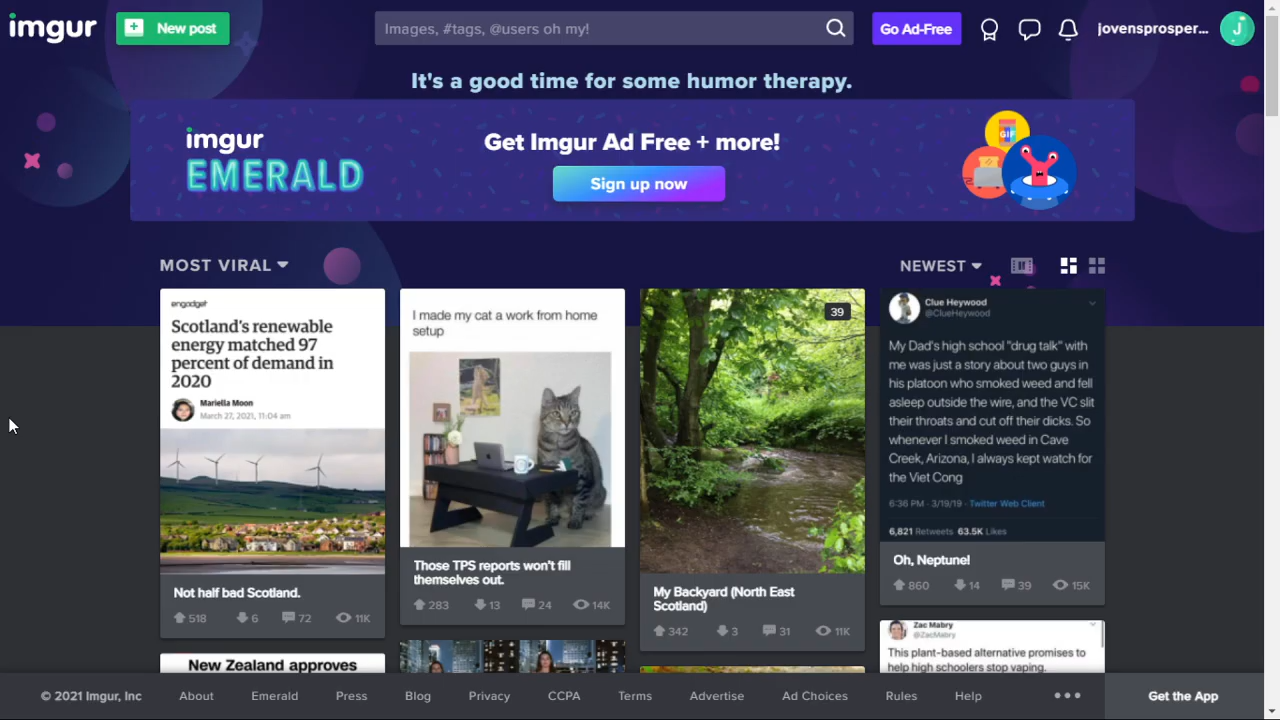 imgur
New post
Images, #tags, @users oh my!
Go Ad-Free
jovensprosper...
J
It's a good time for some humor therapy.
imgur
EMERALD
Get Imgur Ad Free + more!
Sign up now
GIF
MOST VIRAL
NEWEST
engadget
Scotland's renewable
energy matched 97
percent of demand in
2020
Mariella Moon
March 27, 2021, 11:04 am
Not half bad Scotland.
518 6 72 11K
New Zealand approves
I made my cat a work from home
setup
Those TPS reports won't fill
themselves out.
283 13 24 14K
39
My Backyard (North East
Scotland)
342 3 31 11K
Clue Heywood
@ClueHeywood
My Dad's high school "drug talk" with
me was just a story about two guys in
his platoon who smoked weed and fell
asleep outside the wire, and the VC slit
their throats and cut off their dicks. So
whenever I smoked weed in Cave
Creek, Arizona, I always kept watch for
the Viet Cong
6:36 PM · 3/19/19 · Twitter Web Client
6,821 Retweets 63.5K Likes
Oh, Neptune!
860 14 39 15K
Zac Mabry
@ZacMabry
This plant-based alternative promises to
help high schoolers stop vaping.
© 2021 Imgur, Inc
About
Emerald
Press
Blog
Privacy
CCPA
Terms
Advertise
Ad Choices
Rules
Help
Get the App